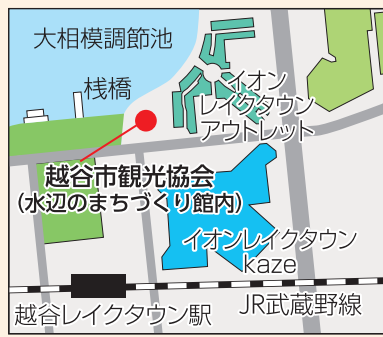 大相模調節池
桟橋
イオン
レイクタウン
アウトレット
越谷市観光協会
(水辺のまちづくり館内)
イオンレイクタウン
kaze
越谷レイクタウン駅
JR武蔵野線